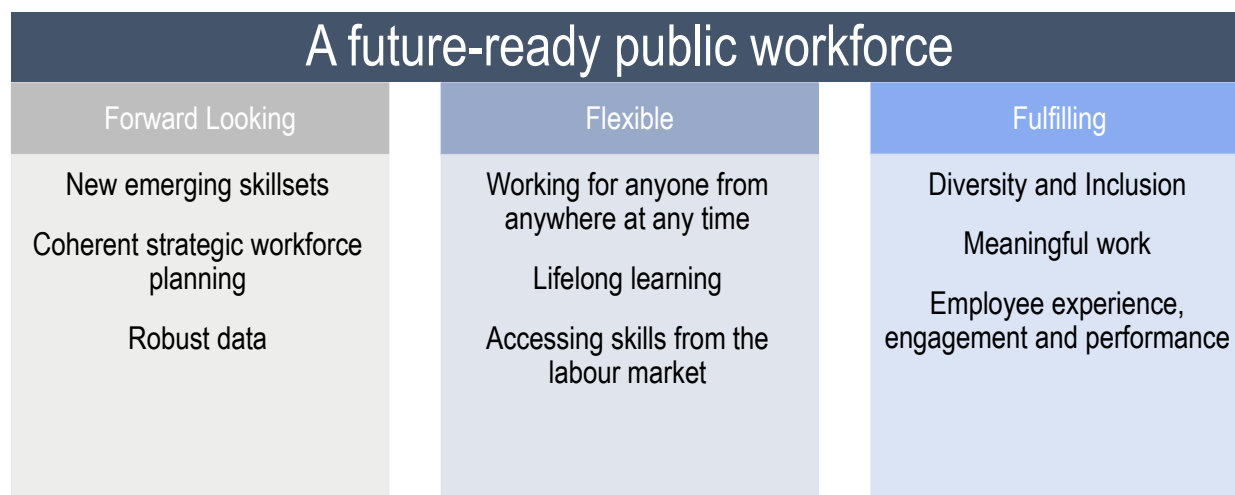 A future-ready public workforce
Forward Looking
New emerging skillsets
Coherent strategic workforce
planning
Robust data
Flexible
Working for anyone from
anywhere at any time
Lifelong learning
Accessing skills from the
labour market
Fulfilling
Diversity and Inclusion
Meaningful work
Employee experience,
engagement and performance